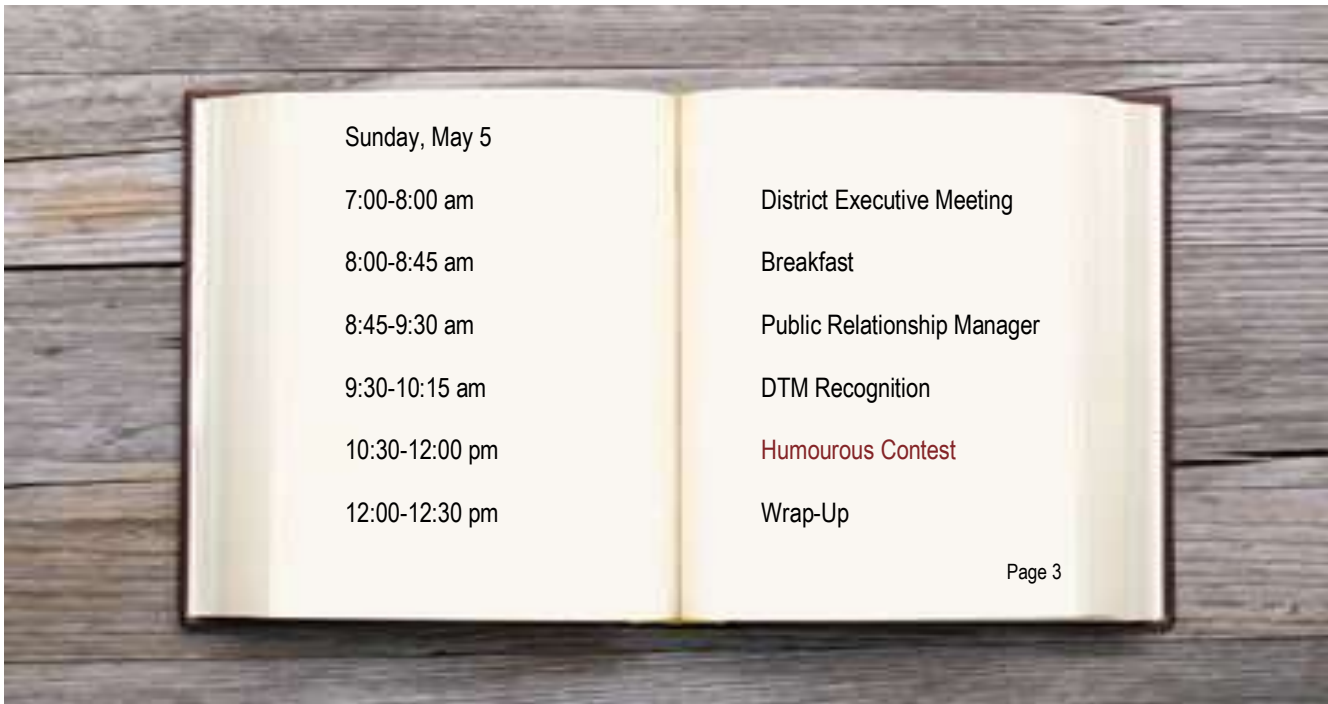 Sunday, May 5
7:00-8:00 am District Executive Meeting
8:00-8:45 am Breakfast
8:45-9:30 am Public Relationship Manager
9:30-10:15 am DTM Recognition
10:30-12:00 pm Humourous Contest
12:00-12:30 pm Wrap-Up
Page 3